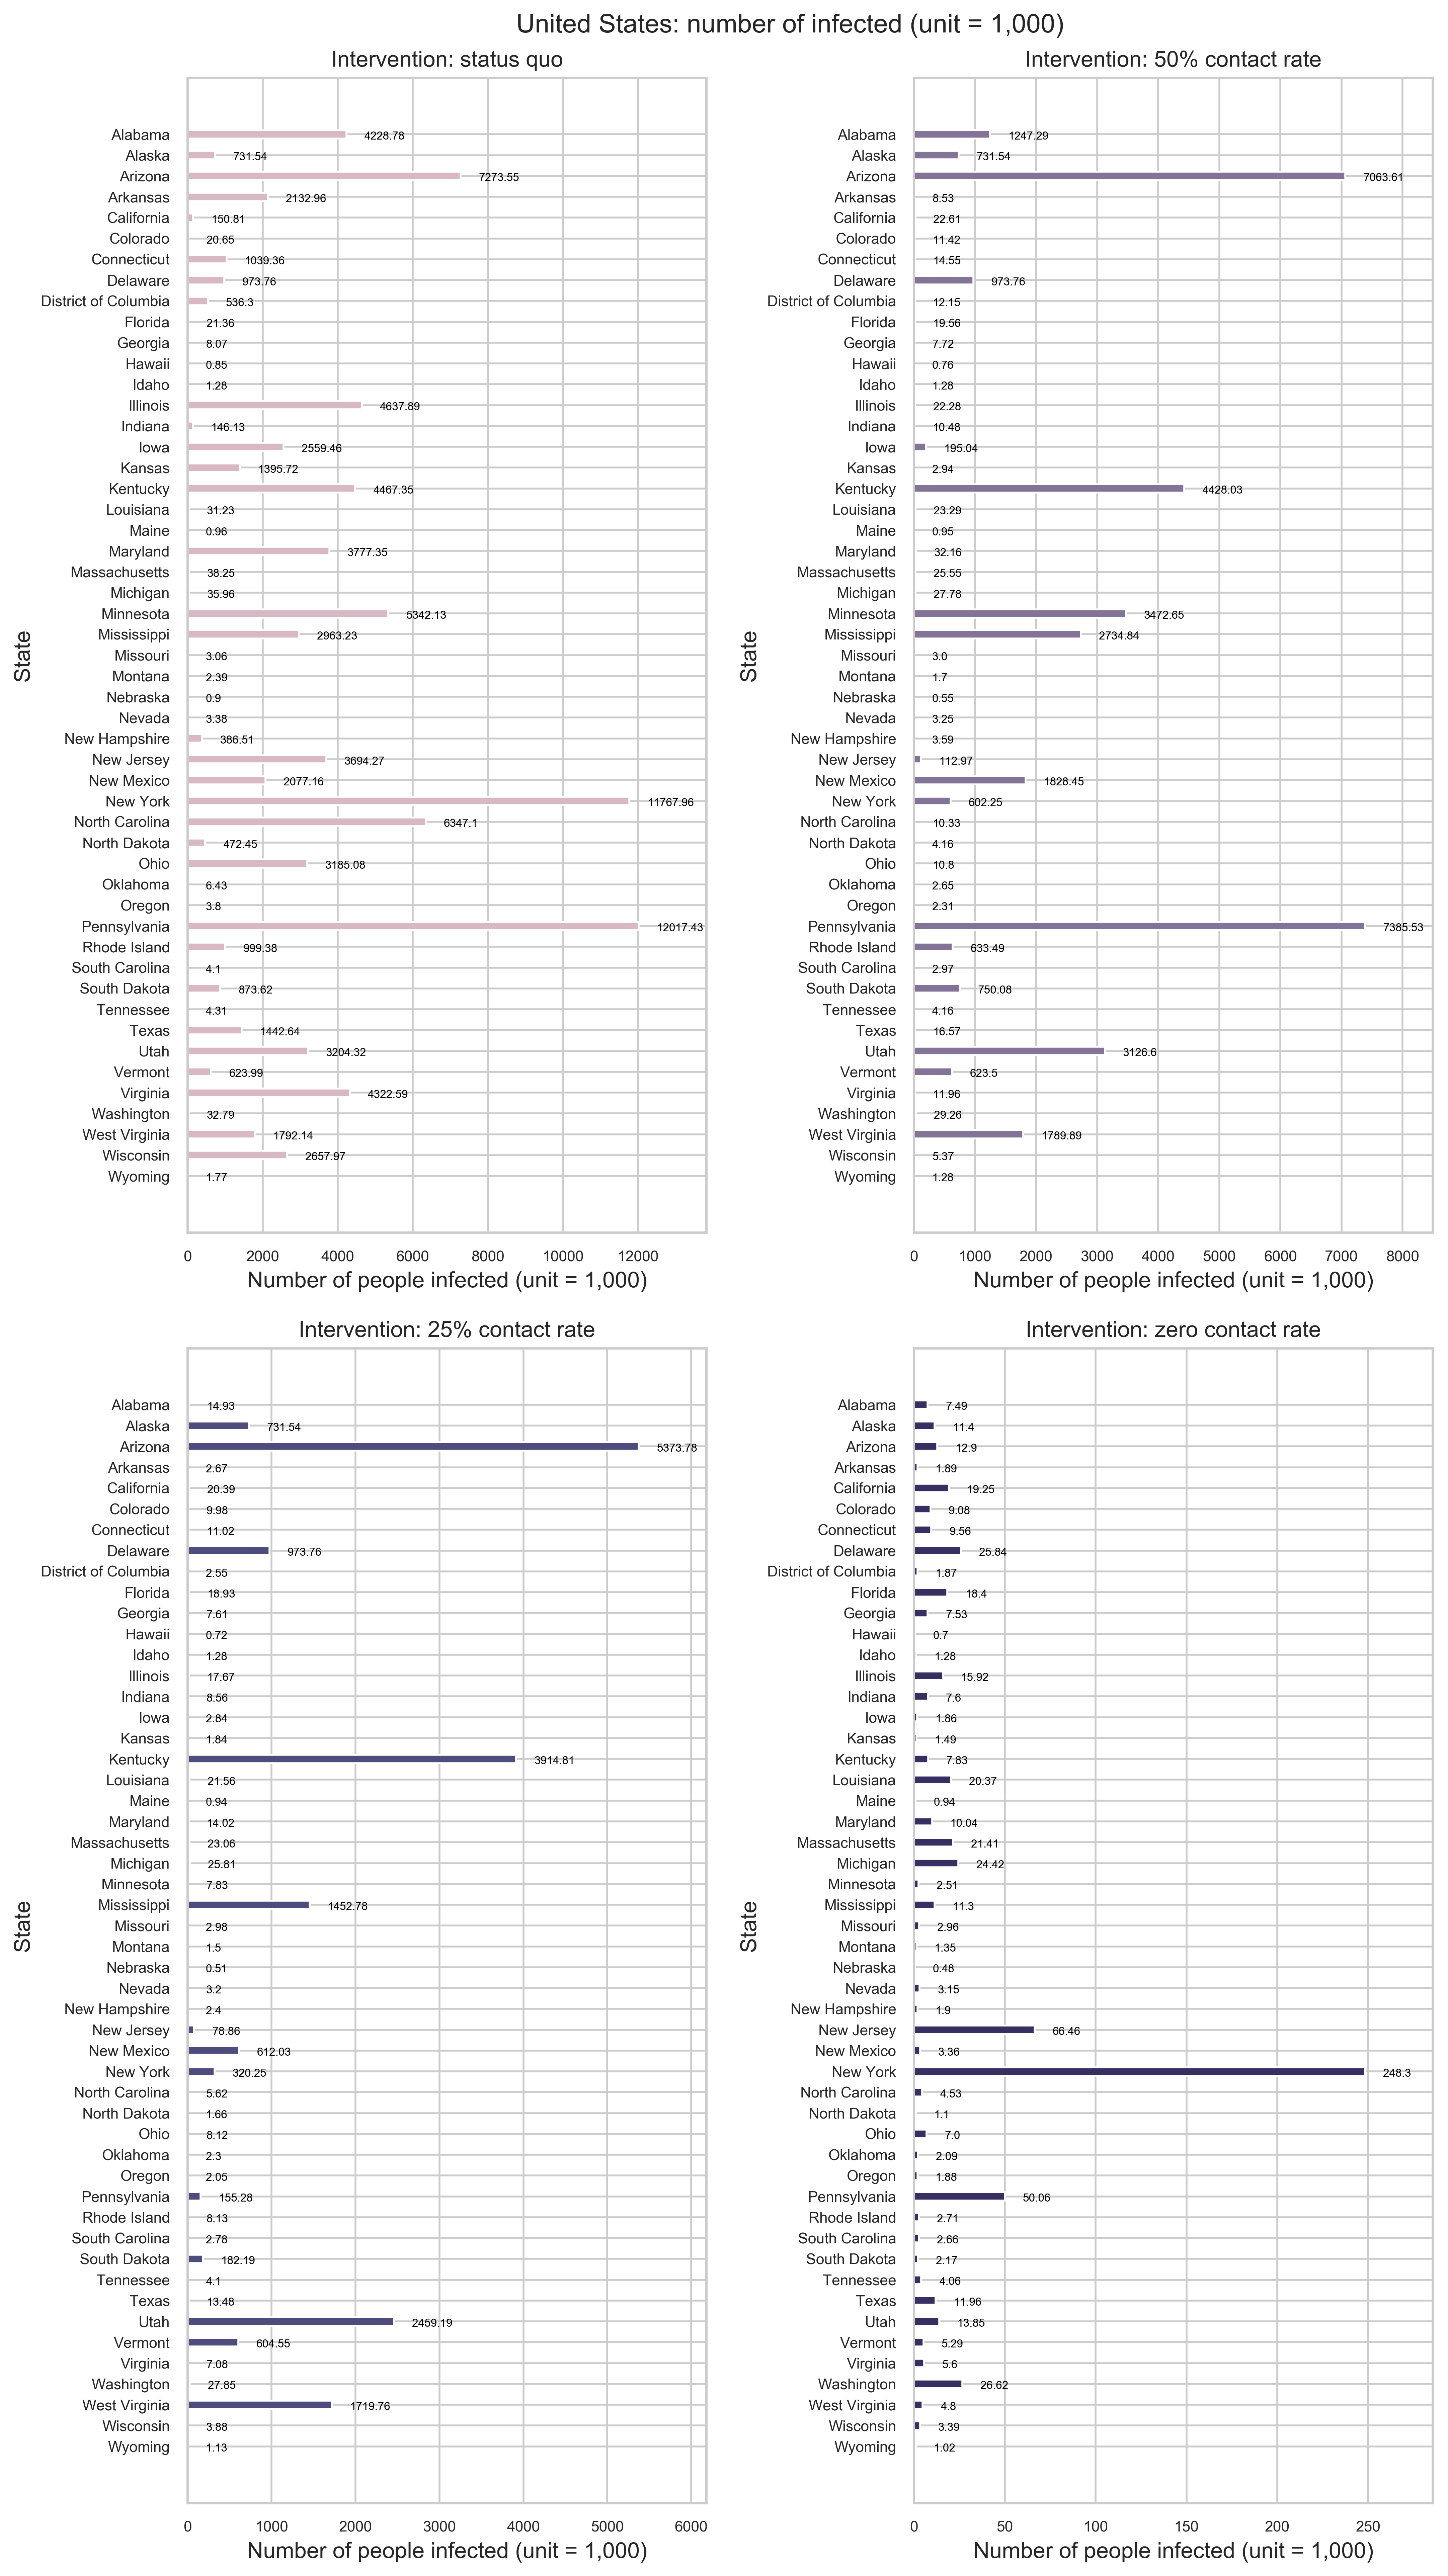 United States: number of infected (unit = 1,000)
Intervention: status quo
Alabama 4228.78
Alaska 731.54
Arizona 7273.55
Arkansas 2132.96
California 150.81
Colorado 20.65
Connecticut 1039.36
Delaware 973.76
District of Columbia 536.3
Florida 21.36
Georgia 8.07
Hawaii 0.85
Idaho 1.28
Illinois 4637.89
Indiana 146.13
Iowa 2559.46
Kansas 1395.72
Kentucky 4467.35
Louisiana 31.23
Maine 0.96
Maryland 3777.35
Massachusetts 38.25
Michigan 35.96
Minnesota 5342.13
Mississippi 2963.23
Missouri 3.06
Montana 2.39
Nebraska 0.9
Nevada 3.38
New Hampshire 386.51
New Jersey 3694.27
New Mexico 2077.16
New York 11767.96
North Carolina 6347.1
North Dakota 472.45
Ohio 3185.08
Oklahoma 6.43
Oregon 3.8
Pennsylvania 12017.43
Rhode Island 999.38
South Carolina 4.1
South Dakota 873.62
Tennessee 4.31
Texas 1442.64
Utah 3204.32
Vermont 623.99
Virginia 4322.59
Washington 32.79
West Virginia 1792.14
Wisconsin 2657.97
Wyoming 1.77
State
0 2000 4000 6000 8000 10000 12000
Number of people infected (unit = 1,000)
Intervention: 50% contact rate
Alabama 1247.29
Alaska 731.54
Arizona 7063.61
Arkansas 8.53
California 22.61
Colorado 11.42
Connecticut 14.55
Delaware 973.76
District of Columbia 12.15
Florida 19.56
Georgia 7.72
Hawaii 0.76
Idaho 1.28
Illinois 22.28
Indiana 10.48
Iowa 195.04
Kansas 2.94
Kentucky 4428.03
Louisiana 23.29
Maine 0.95
Maryland 32.16
Massachusetts 25.55
Michigan 27.78
Minnesota 3472.65
Mississippi 2734.84
Missouri 3.0
Montana 1.7
Nebraska 0.55
Nevada 3.25
New Hampshire 3.59
New Jersey 112.97
New Mexico 1828.45
New York 602.25
North Carolina 10.33
North Dakota 4.16
Ohio 10.8
Oklahoma 2.65
Oregon 2.31
Pennsylvania 7385.53
Rhode Island 633.49
South Carolina 2.97
South Dakota 750.08
Tennessee 4.16
Texas 16.57
Utah 3126.6
Vermont 623.5
Virginia 11.96
Washington 29.26
West Virginia 1789.89
Wisconsin 5.37
Wyoming 1.28
State
0 1000 2000 3000 4000 5000 6000 7000 8000
Number of people infected (unit = 1,000)
Intervention: 25% contact rate
Alabama 14.93
Alaska 731.54
Arizona 5373.78
Arkansas 2.67
California 20.39
Colorado 9.98
Connecticut 11.02
Delaware 973.76
District of Columbia 2.55
Florida 18.93
Georgia 7.61
Hawaii 0.72
Idaho 1.28
Illinois 17.67
Indiana 8.56
Iowa 2.84
Kansas 1.84
Kentucky 3914.81
Louisiana 21.56
Maine 0.94
Maryland 14.02
Massachusetts 23.06
Michigan 25.81
Minnesota 7.83
Mississippi 1452.78
Missouri 2.98
Montana 1.5
Nebraska 0.51
Nevada 3.2
New Hampshire 2.4
New Jersey 78.86
New Mexico 612.03
New York 320.25
North Carolina 5.62
North Dakota 1.66
Ohio 8.12
Oklahoma 2.3
Oregon 2.05
Pennsylvania 155.28
Rhode Island 8.13
South Carolina 2.78
South Dakota 182.19
Tennessee 4.1
Texas 13.48
Utah 2459.19
Vermont 604.55
Virginia 7.08
Washington 27.85
West Virginia 1719.76
Wisconsin 3.88
Wyoming 1.13
State
0 1000 2000 3000 4000 5000 6000
Number of people infected (unit = 1,000)
Intervention: zero contact rate
Alabama 7.49
Alaska 11.4
Arizona 12.9
Arkansas 1.89
California 19.25
Colorado 9.08
Connecticut 9.56
Delaware 25.84
District of Columbia 1.87
Florida 18.4
Georgia 7.53
Hawaii 0.7
Idaho 1.28
Illinois 15.92
Indiana 7.6
Iowa 1.86
Kansas 1.49
Kentucky 7.83
Louisiana 20.37
Maine 0.94
Maryland 10.04
Massachusetts 21.41
Michigan 24.42
Minnesota 2.51
Mississippi 11.3
Missouri 2.96
Montana 1.35
Nebraska 0.48
Nevada 3.15
New Hampshire 1.9
New Jersey 66.46
New Mexico 3.36
New York 248.3
North Carolina 4.53
North Dakota 1.1
Ohio 7.0
Oklahoma 2.09
Oregon 1.88
Pennsylvania 50.06
Rhode Island 2.71
South Carolina 2.66
South Dakota 2.17
Tennessee 4.06
Texas 11.96
Utah 13.85
Vermont 5.29
Virginia 5.6
Washington 26.62
West Virginia 4.8
Wisconsin 3.39
Wyoming 1.02
State
0 50 100 150 200 250
Number of people infected (unit = 1,000)